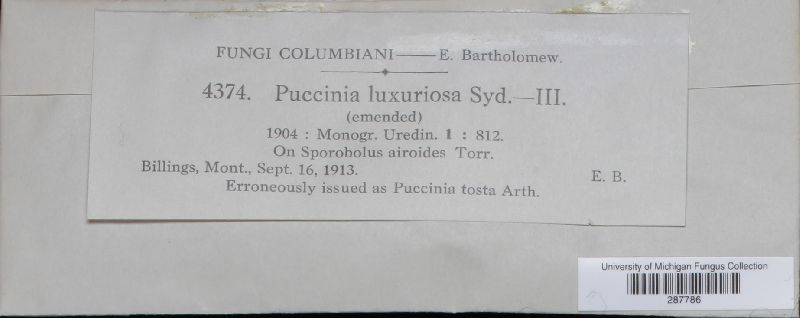 FUNGI COLUMBIANI——E. Bartholomew.
4374. Puccinia luxuriosa Syd.—III.
(emended)
1904 : Monogr. Uredin. 1 : 812.
On Sporobolus airoides Torr.
Billings, Mont., Sept. 16, 1913. E. B.
Erroneously issued as Puccinia tosta Arth.
University of Michigan Fungus Collection
287786